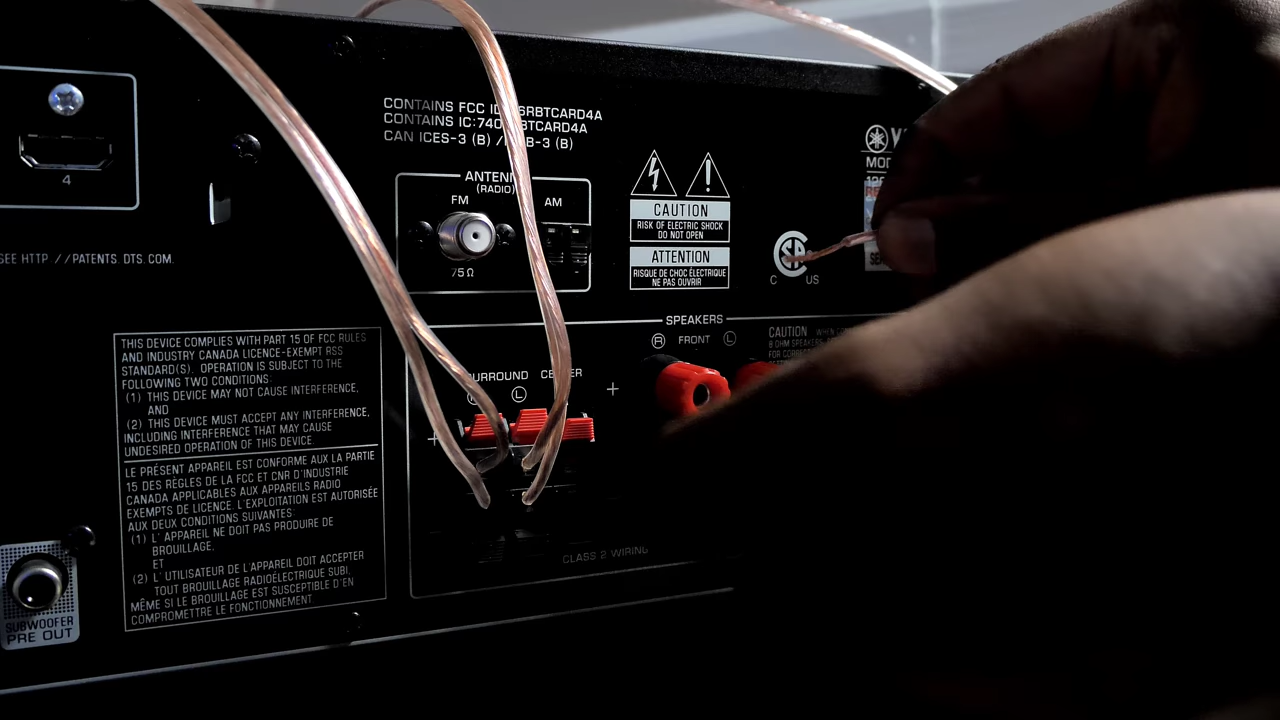 4
SEE HTTP://PATENTS.DTS.COM.
CONTAINS FCC ID 6RBTCARD4A
CONTAINS IC:740 BTCARD4A
CAN ICES-3 (B) / B-3 (B)
ANTENN
(RADIO)
FM
AM
75Ω
CAUTION
RISK OF ELECTRIC SHOCK
DO NOT OPEN
ATTENTION
RISQUE DE CHOC ÉLECTRIQUE
NE PAS OUVRIR
C US
THIS DEVICE COMPLIES WITH PART 15 OF FCC RULES
AND INDUSTRY CANADA LICENCE-EXEMPT RSS
STANDARD(S). OPERATION IS SUBJECT TO THE
FOLLOWING TWO CONDITIONS:
(1) THIS DEVICE MAY NOT CAUSE INTERFERENCE,
AND
(2) THIS DEVICE MUST ACCEPT ANY INTERFERENCE,
INCLUDING INTERFERENCE THAT MAY CAUSE
UNDESIRED OPERATION OF THIS DEVICE
LE PRÉSENT APPAREIL EST CONFORME AUX LA PARTIE
15 DES RÈGLES DE LA FCC ET CNR D'INDUSTRIE
CANADA APPLICABLES AUX APPAREILS RADIO
EXEMPTS DE LICENCE. L'EXPLOITATION EST AUTORISÉE
AUX DEUX CONDITIONS SUIVANTES:
(1) L' APPAREIL NE DOIT PAS PRODUIRE DE
BROUILLAGE,
ET
(2) L' UTILISATEUR DE L'APPAREIL DOIT ACCEPTER
TOUT BROUILLAGE RADIOÉLECTRIQUE SUBI,
MÊME SI LE BROUILLAGE EST SUSCEPTIBLE D'EN
COMPROMETTRE LE FONCTIONNEMENT
SPEAKERS
R FRONT L
CAUTION
SURROUND CENTER
L
+
+
CLASS 2 WIRING
SUBWOOFER
PRE OUT